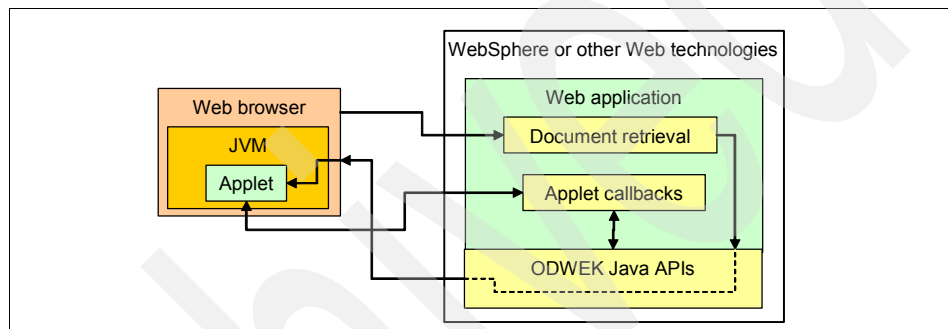 WebSphere or other Web technologies
Web application
Web browser
Document retrieval
JVM
Applet
Applet callbacks
ODWEK Java APIs